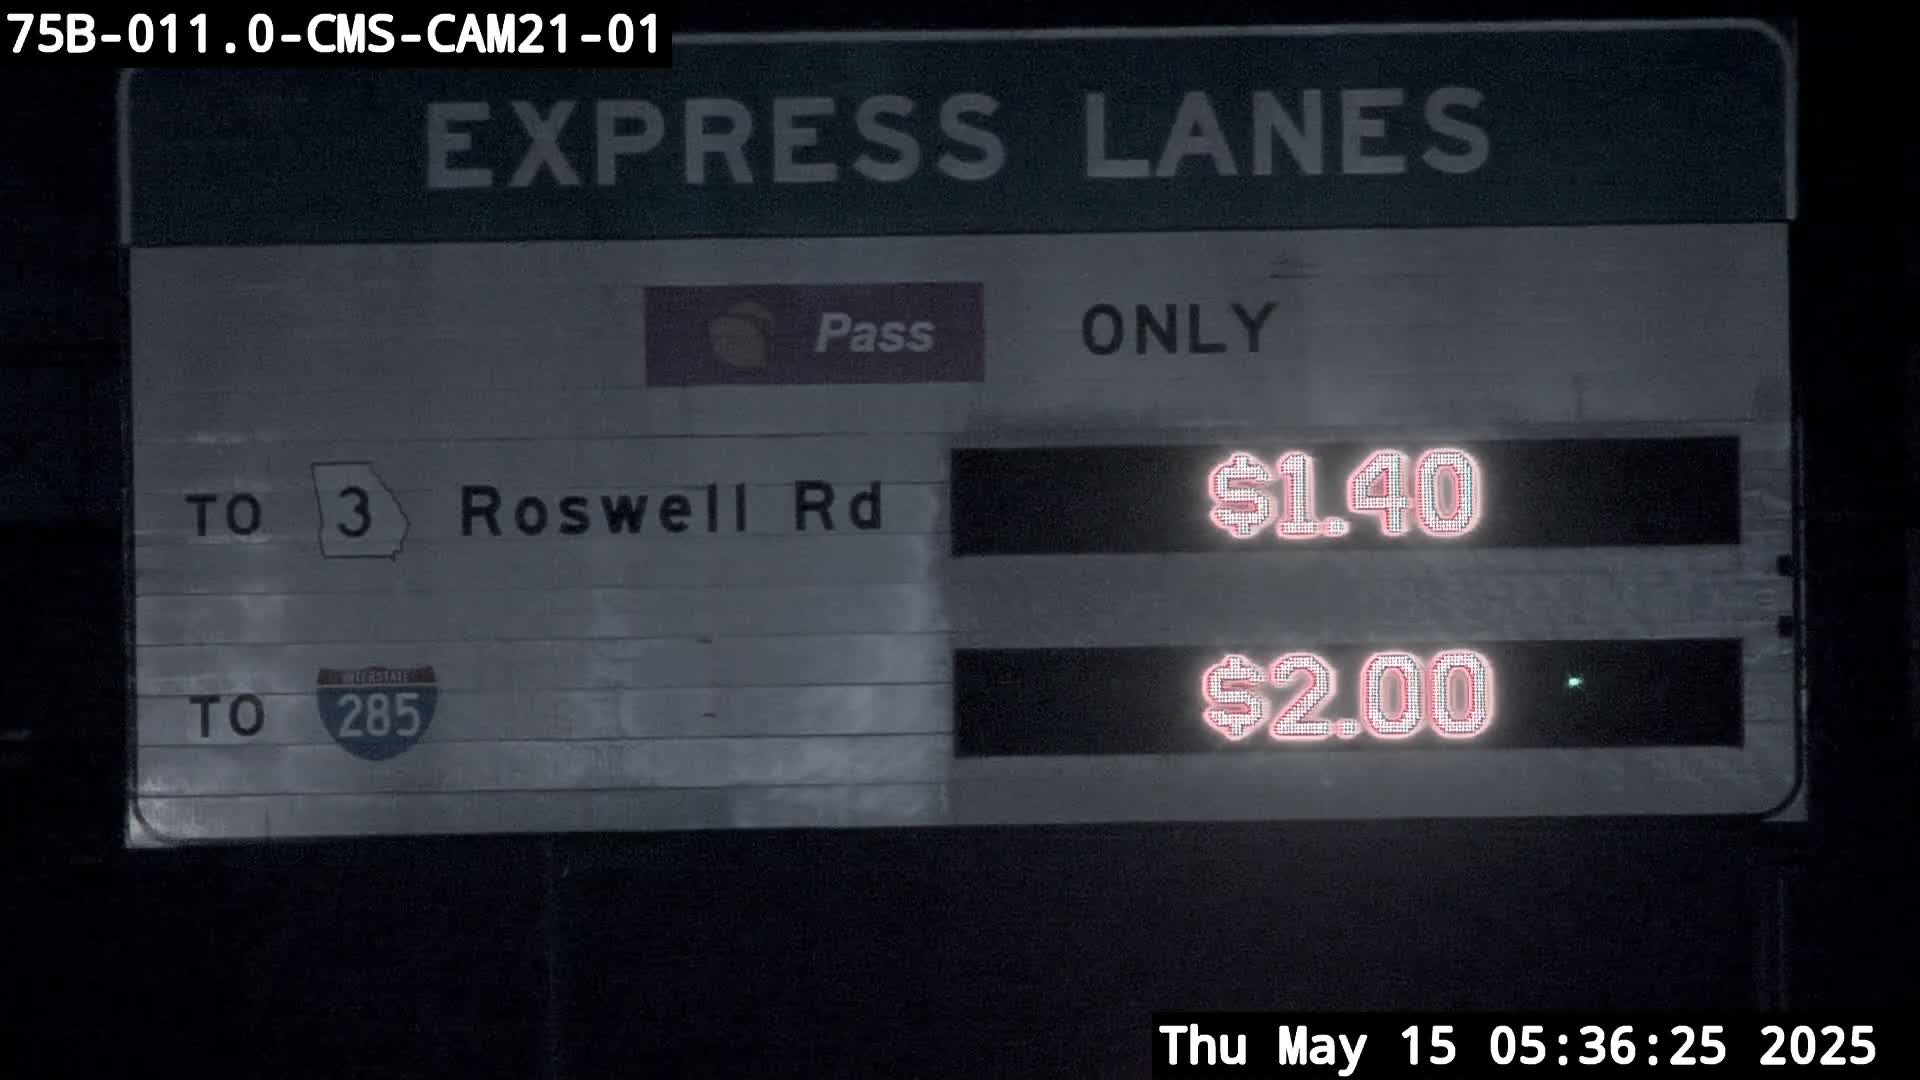 75B-011.0-CMS-CAM21-01
EXPRESS LANES
Pass ONLY
TO 3 Roswell Rd $1.40
INTERSTATE
TO 285 $2.00
Thu May 15 05:36:25 2025